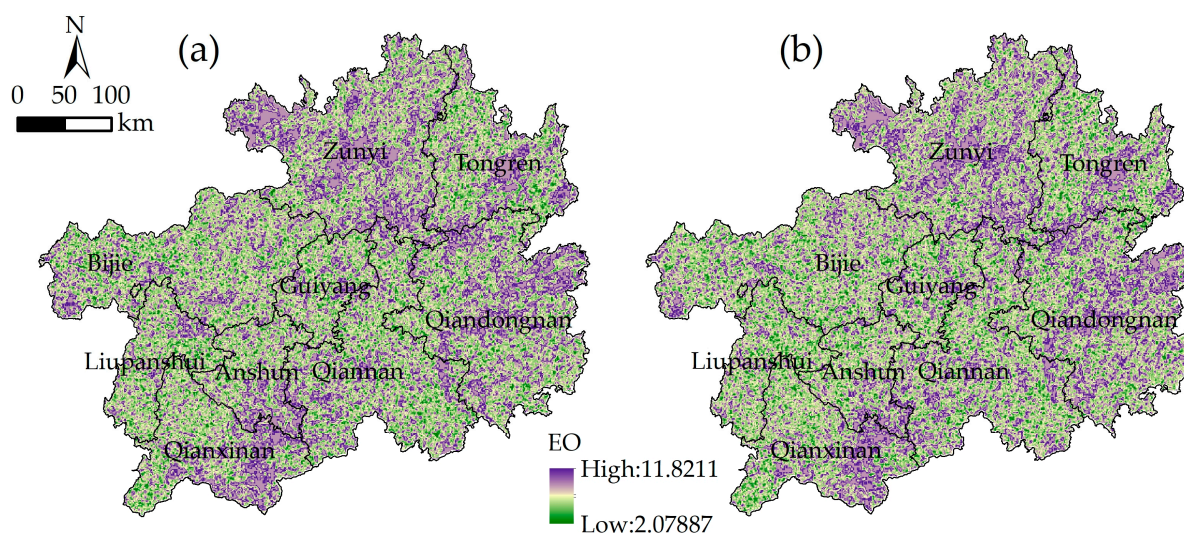 N
0 50 100
km
(a)
Zunyi
Tongren
Bijie
Guiyang
Qiandongnan
Liupanshui
Anshun
Qiannan
Qianxinan
EO
High:11.8211
Low:2.07887
(b)
Zunyi
Tongren
Bijie
Guiyang
Qiandongnan
Liupanshui
Anshun
Qiannan
Qianxinan